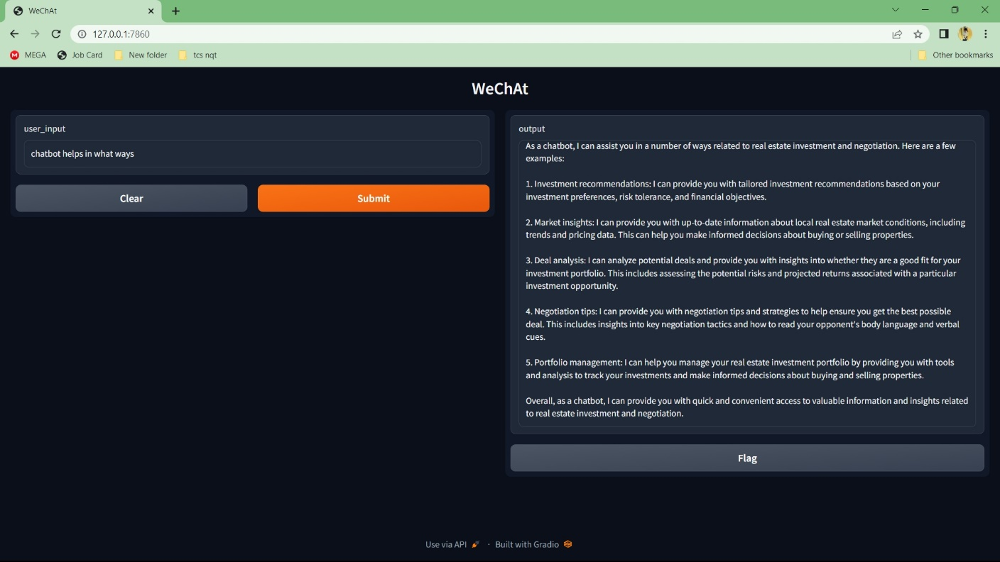 WeChAt
127.0.0.1:7860
MEGA
Job Card
New folder
tcs nqt
Other bookmarks
WeChAt
user_input
chatbot helps in what ways
Clear
Submit
output
As a chatbot, I can assist you in a number of ways related to real estate investment and negotiation. Here are a few
examples:
1. Investment recommendations: I can provide you with tailored investment recommendations based on your
investment preferences, risk tolerance, and financial objectives.
2. Market insights: I can provide you with up-to-date information about local real estate market conditions, including
trends and pricing data. This can help you make informed decisions about buying or selling properties.
3. Deal analysis: I can analyze potential deals and provide you with insights into whether they are a good fit for your
investment portfolio. This includes assessing the potential risks and projected returns associated with a particular
investment opportunity.
4. Negotiation tips: I can provide you with negotiation tips and strategies to help ensure you get the best possible
deal. This includes insights into key negotiation tactics and how to read your opponent's body language and verbal
cues.
5. Portfolio management: I can help you manage your real estate investment portfolio by providing you with tools
and analysis to track your investments and make informed decisions about buying and selling properties.
Overall, as a chatbot, I can provide you with quick and convenient access to valuable information and insights related
to real estate investment and negotiation.
Flag
Use via API · Built with Gradio